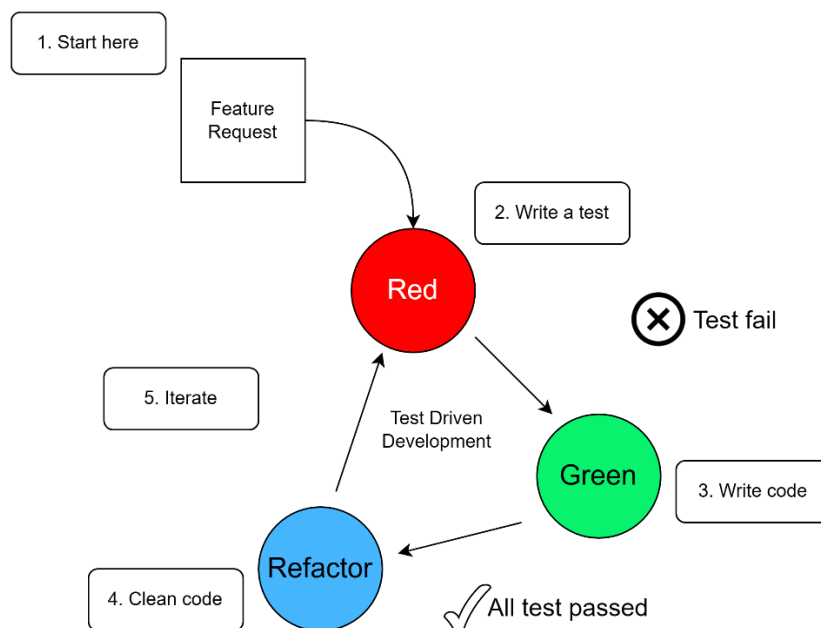 1. Start here
Feature
Request
2. Write a test
Red
Test fail
5. Iterate
Test Driven
Development
Green
3. Write code
Refactor
4. Clean code
All test passed